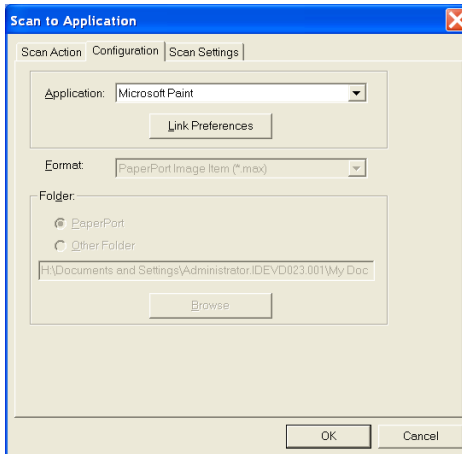 Scan to Application
Scan Action Configuration Scan Settings
Application: Microsoft Paint
Link Preferences
Format: PaperPort Image Item (*.max)
Folder:
PaperPort
Other Folder
H:\Documents and Settings\Administrator.IDEVD023.001\My Doc
Browse
OK Cancel